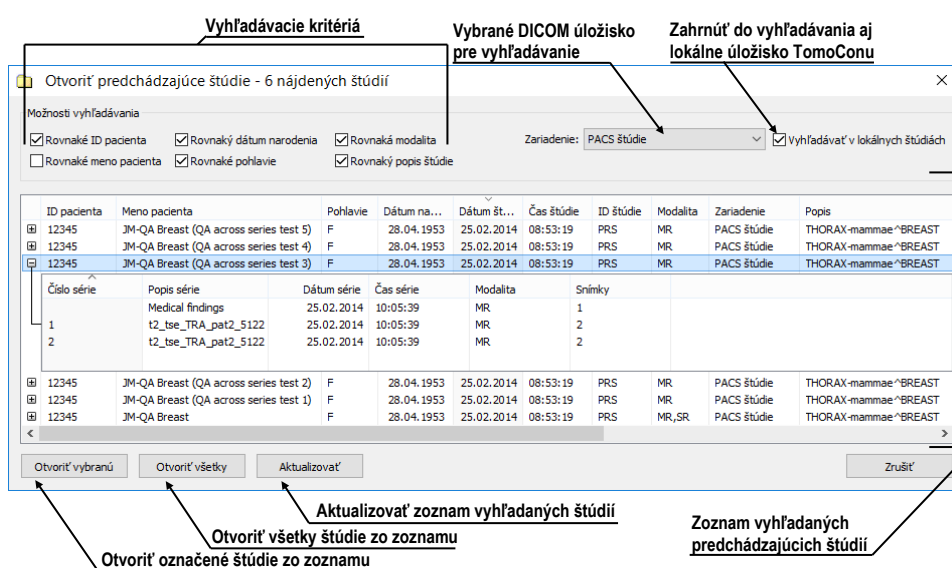 Vyhľadávacie kritériá
Vybrané DICOM úložisko
pre vyhľadávanie
Zahrnúť do vyhľadávania aj
lokálne úložisko TomoConu
Otvoriť predchádzajúce štúdie - 6 nájdených štúdií
Možnosti vyhľadávania
Rovnaké ID pacienta Rovnaký dátum narodenia Rovnaká modalita Zariadenie: PACS štúdie Vyhľadávať v lokálnych štúdiách
Rovnaké meno pacienta Rovnaké pohlavie Rovnaký popis štúdie
ID pacienta Meno pacienta Pohlavie Dátum na... Dátum št... Čas štúdie ID štúdie Modalita Zariadenie Popis
12345 JM-QA Breast (QA across series test 5) F 28.04.1953 25.02.2014 08:53:19 PRS MR PACS štúdie THORAX-mammae^BREAST
12345 JM-QA Breast (QA across series test 4) F 28.04.1953 25.02.2014 08:53:19 PRS MR PACS štúdie THORAX-mammae^BREAST
12345 JM-QA Breast (QA across series test 3) F 28.04.1953 25.02.2014 08:53:19 PRS MR PACS štúdie THORAX-mammae^BREAST
Číslo série Popis série Dátum série Čas série Modalita Snímky
Medical findings 25.02.2014 10:05:39 MR 1
1 t2_tse_TRA_pat2_5122 25.02.2014 10:05:39 MR 2
2 t2_tse_TRA_pat2_5122 25.02.2014 10:05:39 MR 2
12345 JM-QA Breast (QA across series test 2) F 28.04.1953 25.02.2014 08:53:19 PRS MR PACS štúdie THORAX-mammae^BREAST
12345 JM-QA Breast (QA across series test 1) F 28.04.1953 25.02.2014 08:53:19 PRS MR PACS štúdie THORAX-mammae^BREAST
12345 JM-QA Breast F 28.04.1953 25.02.2014 08:53:19 PRS MR,SR PACS štúdie THORAX-mammae^BREAST
Otvoriť vybranú Otvoriť všetky Aktualizovať Zrušiť
Aktualizovať zoznam vyhľadaných štúdií
Otvoriť všetky štúdie zo zoznamu
Otvoriť označené štúdie zo zoznamu
Zoznam vyhľadaných
predchádzajúcich štúdií